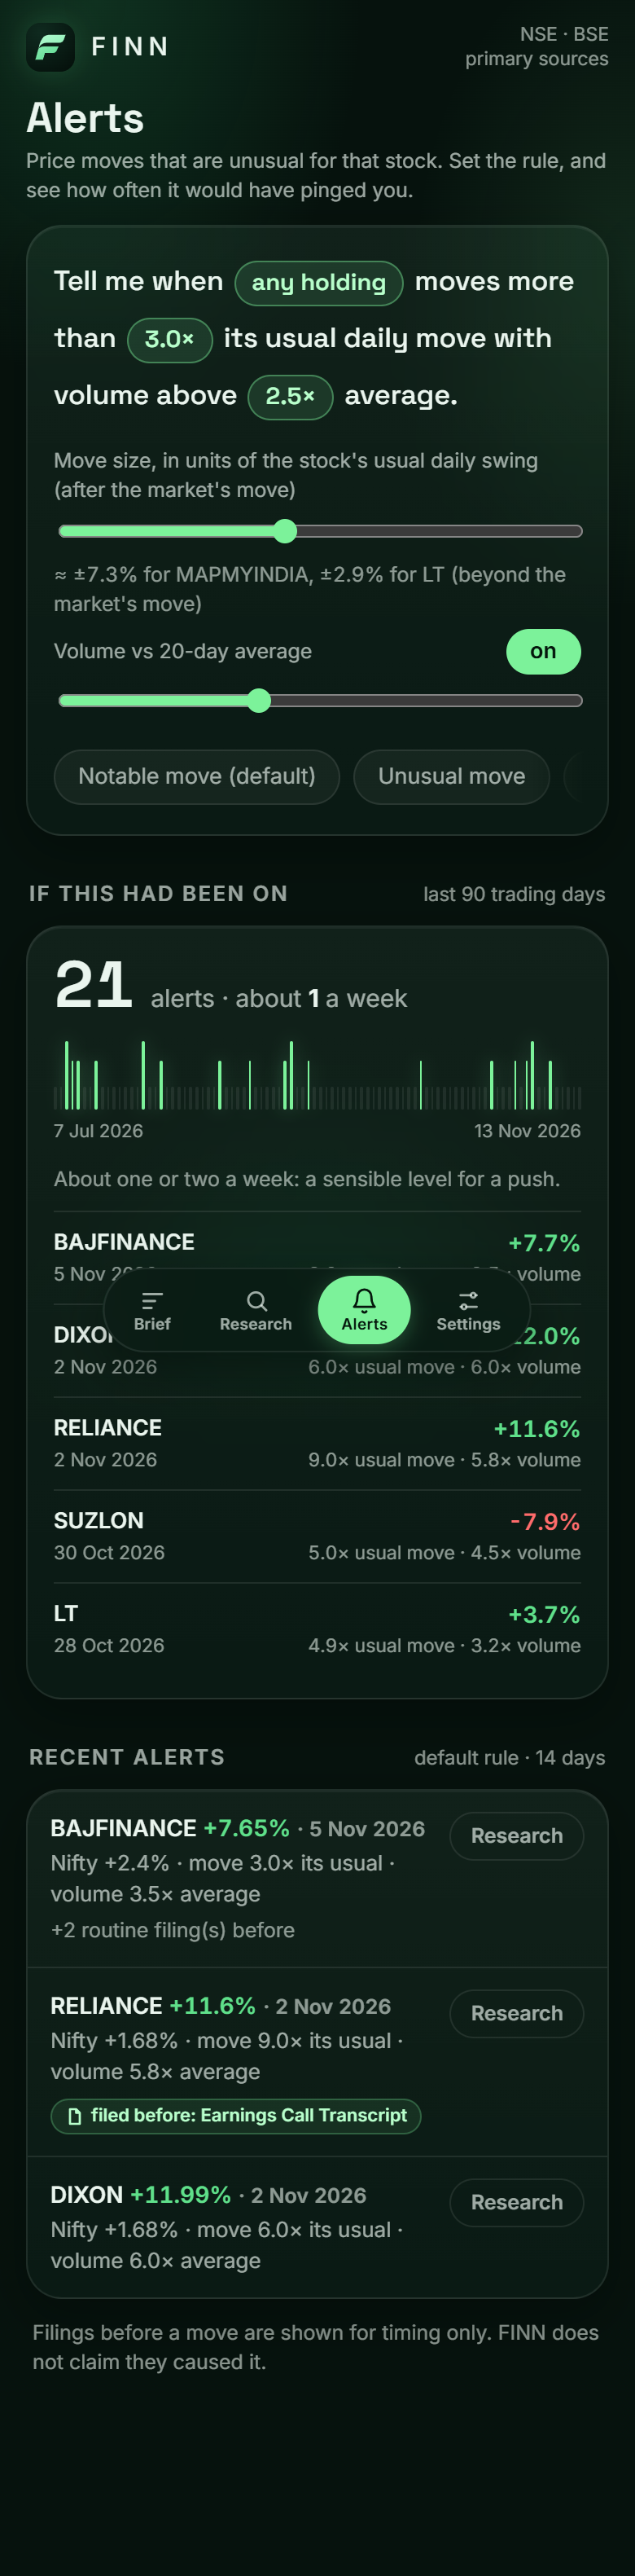 FINN
NSE · BSE
primary sources
Alerts
Price moves that are unusual for that stock. Set the rule, and
see how often it would have pinged you.
Tell me when any holding moves more
than 3.0× its usual daily move with
volume above 2.5× average.
Move size, in units of the stock's usual daily swing
(after the market's move)
≈ ±7.3% for MAPMYINDIA, ±2.9% for LT (beyond the
market's move)
Volume vs 20-day average on
Notable move (default) Unusual move
IF THIS HAD BEEN ON last 90 trading days
21 alerts · about 1 a week
7 Jul 2026 13 Nov 2026
About one or two a week: a sensible level for a push.
BAJFINANCE +7.7%
5 Nov volume
Brief Research Alerts Settings
2.0%
2 Nov 2026 6.0× usual move · 6.0× volume
RELIANCE +11.6%
2 Nov 2026 9.0× usual move · 5.8× volume
SUZLON -7.9%
30 Oct 2026 5.0× usual move · 4.5× volume
LT +3.7%
28 Oct 2026 4.9× usual move · 3.2× volume
RECENT ALERTS default rule · 14 days
BAJFINANCE +7.65% · 5 Nov 2026 Research
Nifty +2.4% · move 3.0× its usual ·
volume 3.5× average
+2 routine filing(s) before
RELIANCE +11.6% · 2 Nov 2026 Research
Nifty +1.68% · move 9.0× its usual ·
volume 5.8× average
filed before: Earnings Call Transcript
DIXON +11.99% · 2 Nov 2026 Research
Nifty +1.68% · move 6.0× its usual ·
volume 6.0× average
Filings before a move are shown for timing only. FINN does
not claim they caused it.